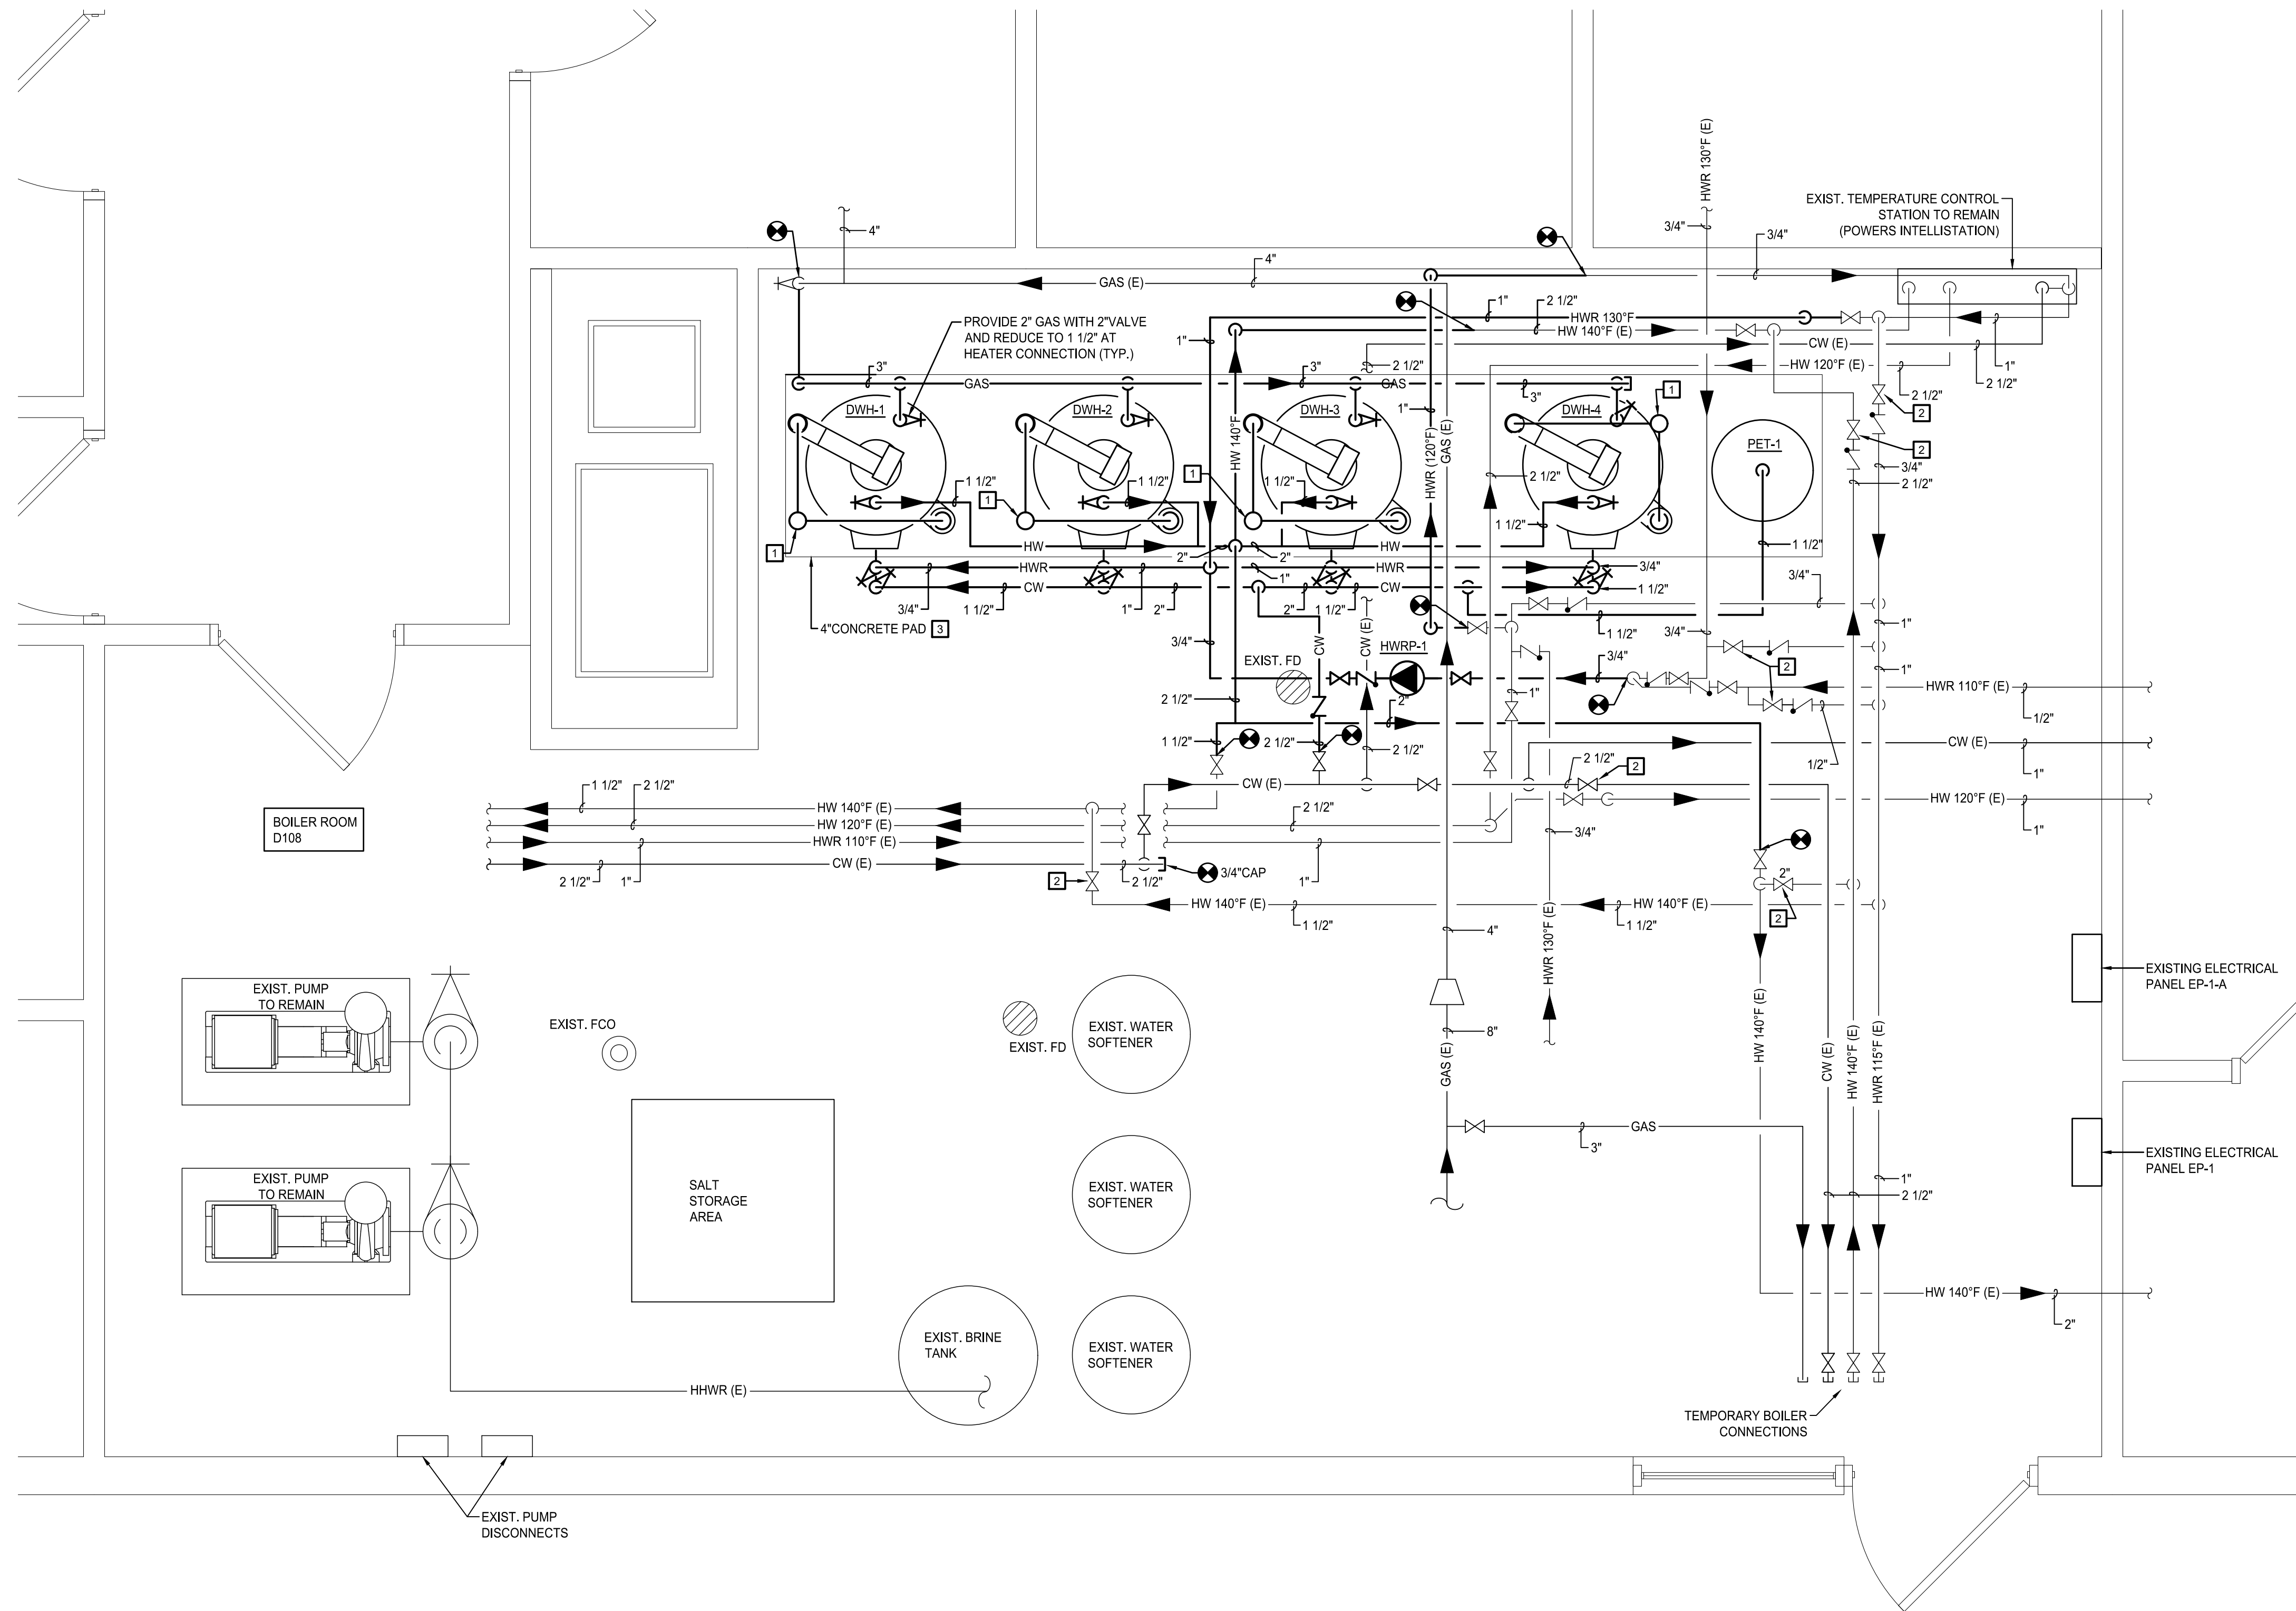 HWR 130°F (E)
EXIST. TEMPERATURE CONTROL
STATION TO REMAIN
(POWERS INTELLISTATION)
4"
3/4"
3/4"
4"
GAS (E)
1"
2 1/2"
HWR 130°F
HW 140°F (E)
1"
PROVIDE 2" GAS WITH 2"VALVE
AND REDUCE TO 1 1/2" AT
HEATER CONNECTION (TYP.)
1"
CW (E)
2 1/2"
HW 120°F (E)
1"
2 1/2"
3"
GAS
3"
GAS
3"
1
2 1/2"
2
DWH-1
DWH-2
DWH-3
DWH-4
1"
HW 140°F
HWR (120°F)
GAS (E)
PET-1
2
3/4"
2 1/2"
1 1/2"
1
1 1/2"
1
1 1/2"
2 1/2"
1 1/2"
1
HW
2"
2"
HW
1 1/2"
HWR
1"
HWR
3/4"
CW
CW
1 1/2"
3/4"
3/4"
1 1/2"
1"
2"
2"
1 1/2"
4"CONCRETE PAD
3
3/4"
CW
CW (E)
HWRP-1
1 1/2"
3/4"
1"
EXIST. FD
3/4"
2
1"
HWR 110°F (E)
1/2"
2 1/2"
2"
1"
1 1/2"
2 1/2"
2 1/2"
CW (E)
1/2"
1"
1 1/2"
2 1/2"
CW (E)
2 1/2"
2
BOILER ROOM
D108
HW 140°F (E)
HW 120°F (E)
HWR 110°F (E)
CW (E)
2 1/2"
HW 120°F (E)
1"
3/4"
2 1/2"
1"
2
2 1/2"
3/4"CAP
1"
2"
2
HW 140°F (E)
1 1/2"
HW 140°F (E)
1 1/2"
4"
HWR 130°F (E)
EXISTING ELECTRICAL
PANEL EP-1-A
EXIST. PUMP
TO REMAIN
EXIST. FCO
EXIST. FD
EXIST. WATER
SOFTENER
8"
GAS (E)
HW 140°F (E)
CW (E)
HW 140°F (E)
HWR 115°F (E)
GAS
3"
EXISTING ELECTRICAL
PANEL EP-1
EXIST. PUMP
TO REMAIN
SALT
STORAGE
AREA
EXIST. WATER
SOFTENER
1"
2 1/2"
HW 140°F (E)
2"
EXIST. BRINE
TANK
EXIST. WATER
SOFTENER
HHWR (E)
TEMPORARY BOILER
CONNECTIONS
EXIST. PUMP
DISCONNECTS